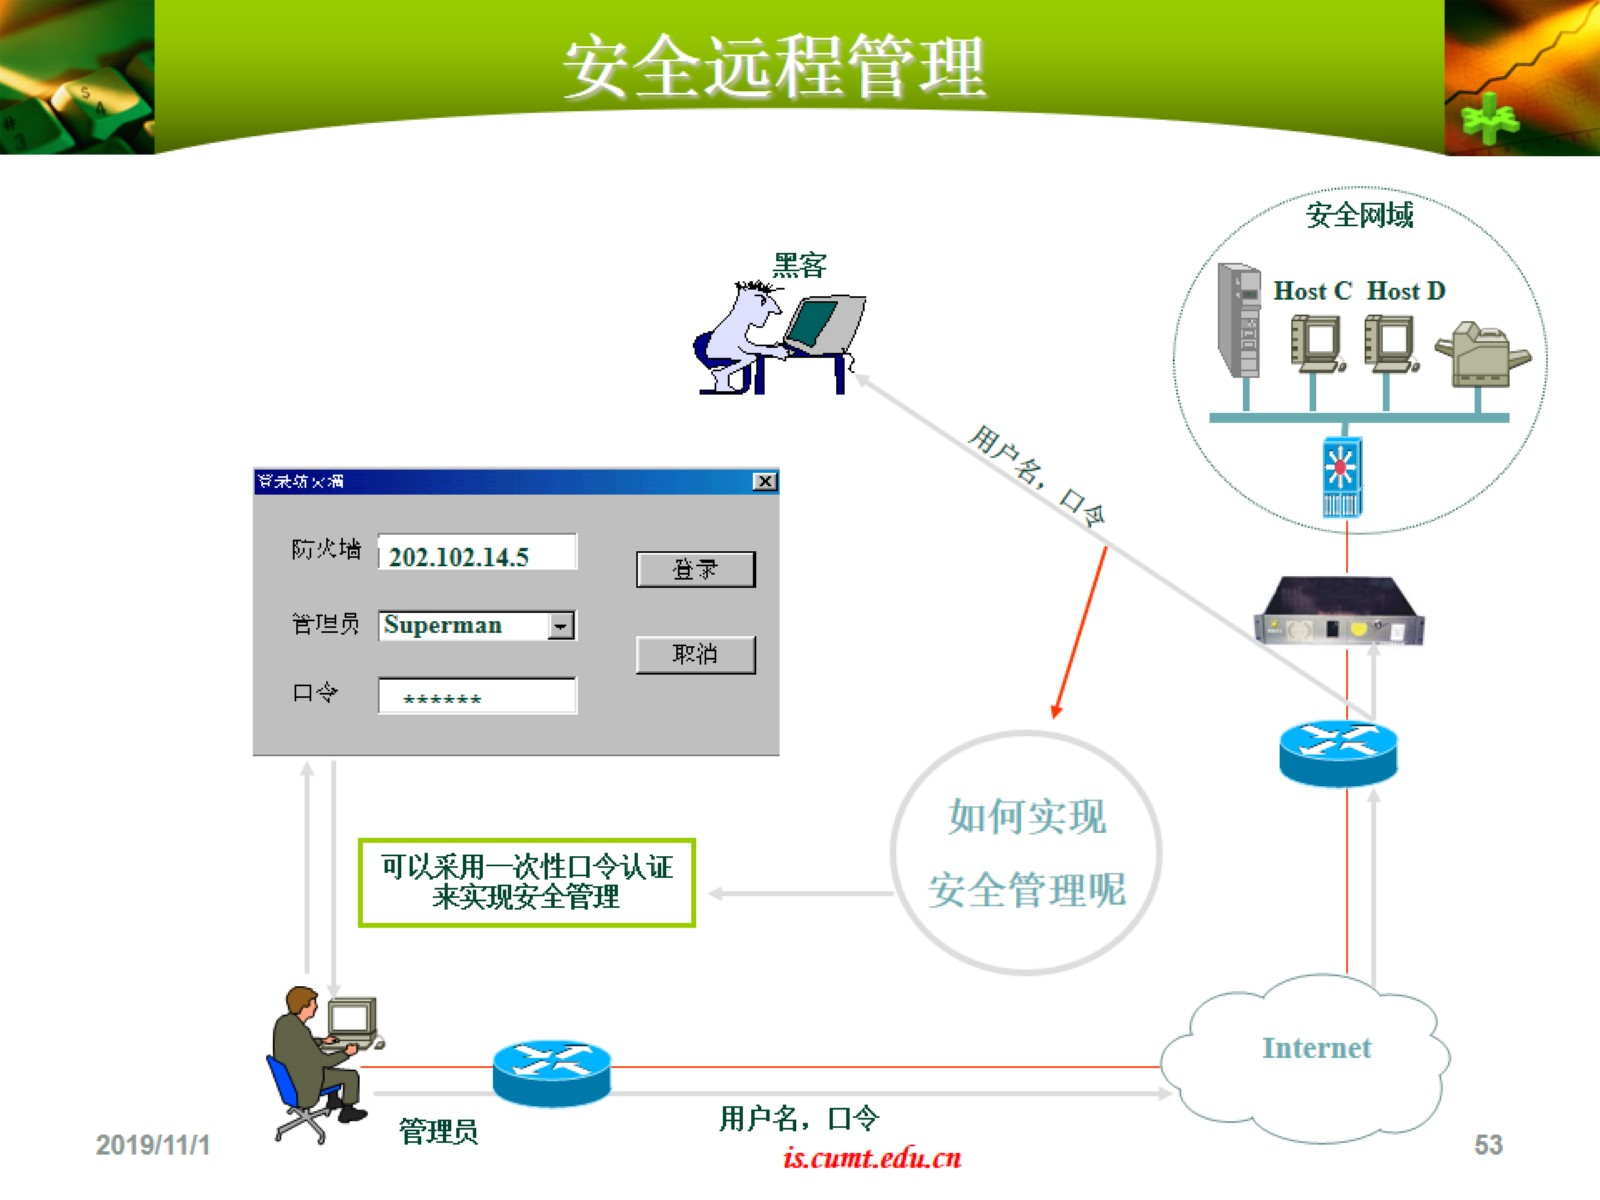 安全远程管理
安全网域
黑客
Host C Host D
用户名，口令
登录防火墙
防火墙 202.102.14.5
登录
管理员 Superman
取消
口令 ******
如何实现
安全管理呢
可以采用一次性口令认证
来实现安全管理
Internet
管理员
用户名，口令
2019/11/1
is.cumt.edu.cn
53